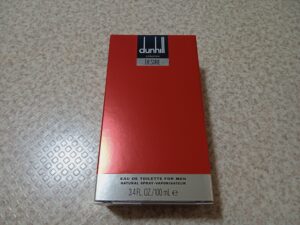 dunhill
DESIRE
EAU DE TOILETTE FOR MEN
NATURAL SPRAY-VAPORISATEUR
3.4 FL. OZ/100 mL e